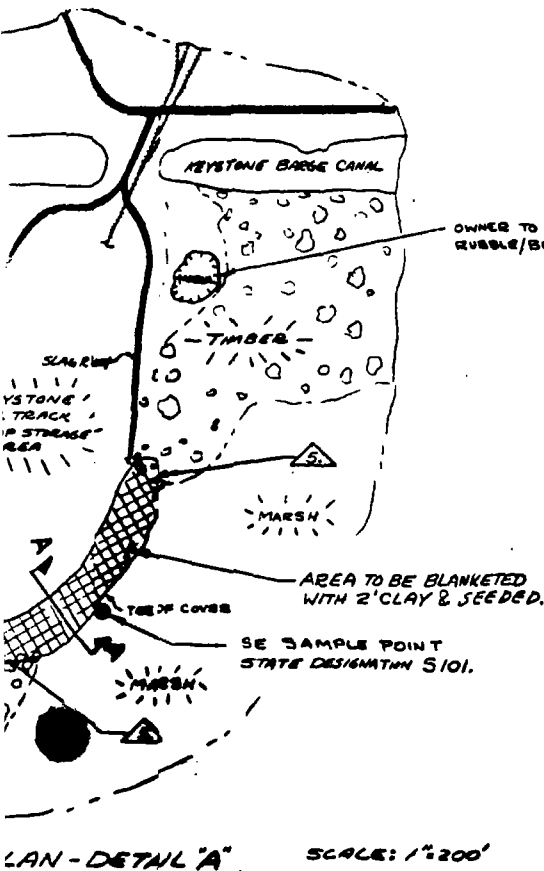 KEYSTONE BARGE CANAL
OWNER TO
RUBBLE/B
TIMBER
SLAG
YSTONE
TRACK
P STORAGE
REA
5.
MARSH
AREA TO BE BLANKETED
WITH 2' CLAY & SEEDED.
A
TOE OF COVER
SE SAMPLE POINT
STATE DESIGNATION S101.
MARSH
LAN - DETAIL "A"
SCALE: 1"=200'